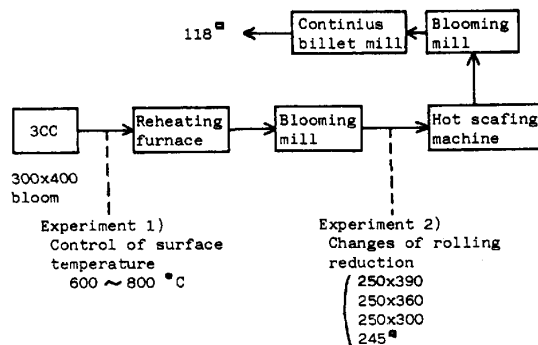 118□
Continius
billet mill
Blooming
mill
3CC
Reheating
furnace
Blooming
mill
Hot scafing
machine
300x400
bloom
Experiment 1)
Control of surface
temperature
600 ~ 800 °C
Experiment 2)
Changes of rolling
reduction
250x390
250x360
250x300
245□